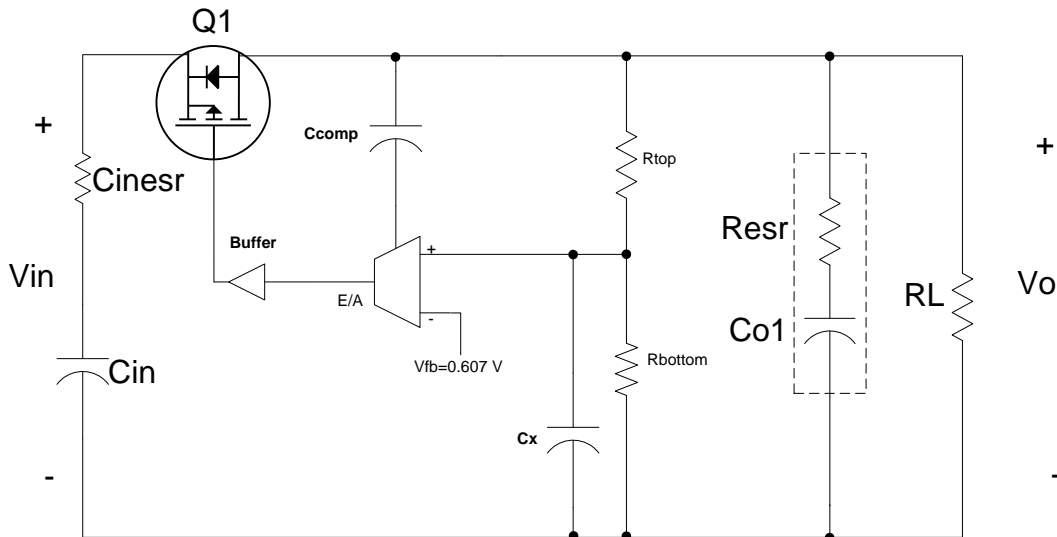 Q1
+
Cinesr
Vin
Cin
-
Ccomp
Buffer
E/A
+
-
Vfb=0.607 V
Rtop
Rbottom
Cx
Resr
Co1
RL
+
Vo
-